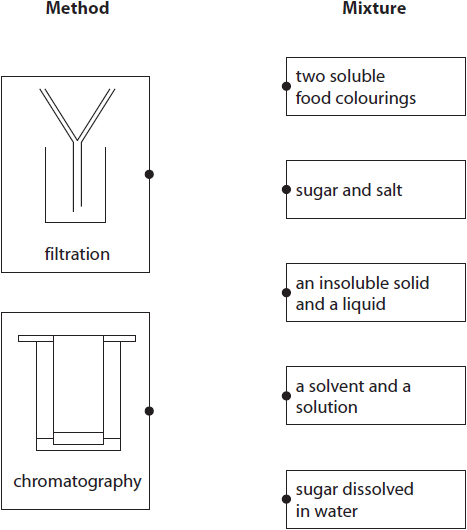 Method
Mixture
two soluble
food colourings
sugar and salt
filtration
an insoluble solid
and a liquid
a solvent and a
solution
chromatography
sugar dissolved
in water